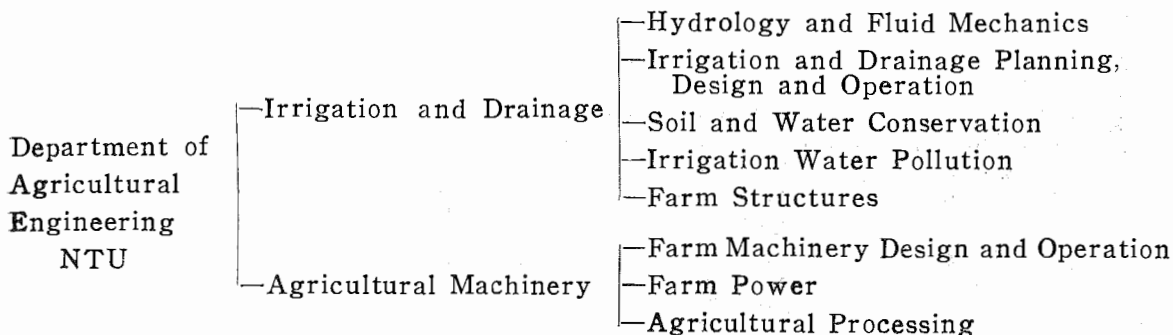 Department of
Agricultural
Engineering
NTU
Irrigation and Drainage
Hydrology and Fluid Mechanics
Irrigation and Drainage Planning,
Design and Operation
Soil and Water Conservation
Irrigation Water Pollution
Farm Structures
Agricultural Machinery
Farm Machinery Design and Operation
Farm Power
Agricultural Processing